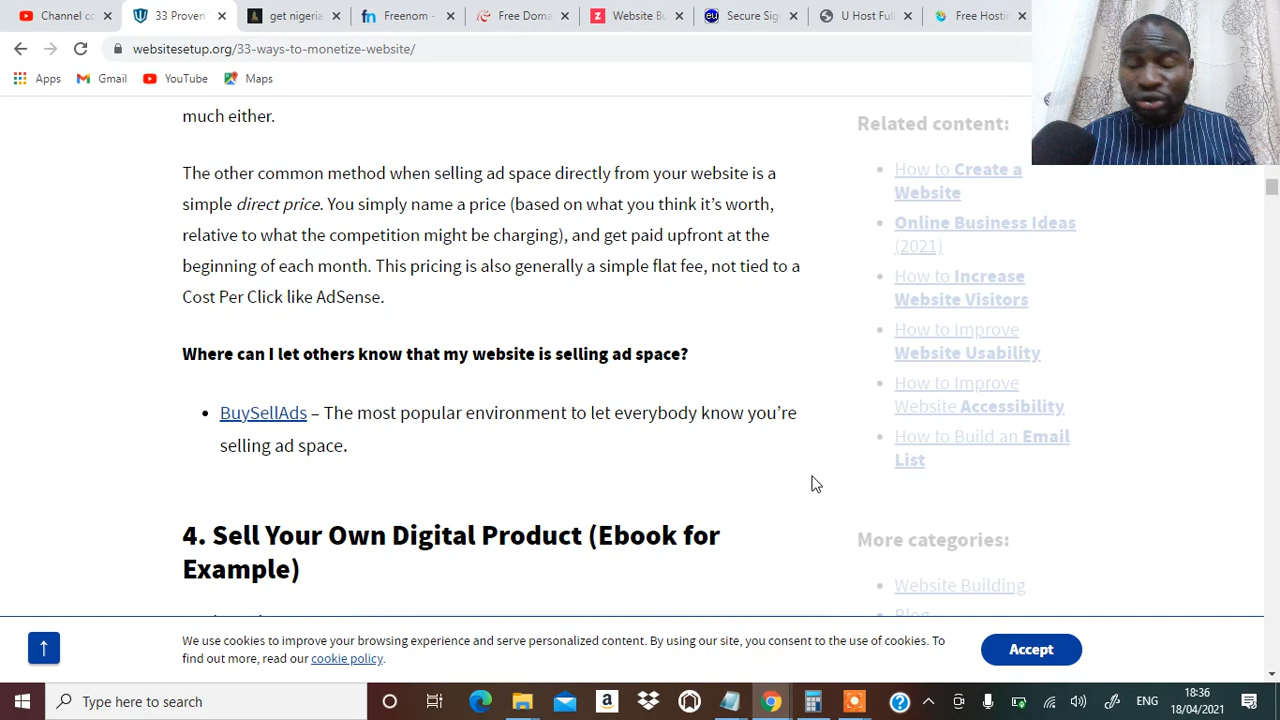 Channel cc
33 Proven
get nigeria
Freenom -
Free Doma
Website Bu
Secure Sig
U Host Full
Free Hostin
websitesetup.org/33-ways-to-monetize-website/
Apps
Gmail
YouTube
Maps
much either.
The other common method when selling ad space directly from your website is a
simple direct price. You simply name a price (based on what you think it's worth,
relative to what the competition might be charging), and get paid upfront at the
beginning of each month. This pricing is also generally a simple flat fee, not tied to a
Cost Per Click like AdSense.
Where can I let others know that my website is selling ad space?
• BuySellAds - The most popular environment to let everybody know you're
selling ad space.
4. Sell Your Own Digital Product (Ebook for
Example)
Related content:
• How to Create a
Website
• Online Business Ideas
(2021)
• How to Increase
Website Visitors
• How to Improve
Website Usability
• How to Improve
Website Accessibility
• How to Build an Email
List
More categories:
• Website Building
• Blog
We use cookies to improve your browsing experience and serve personalized content. By using our site, you consent to the use of cookies. To
find out more, read our cookie policy.
Accept
Type here to search
ENG
18:36
18/04/2021